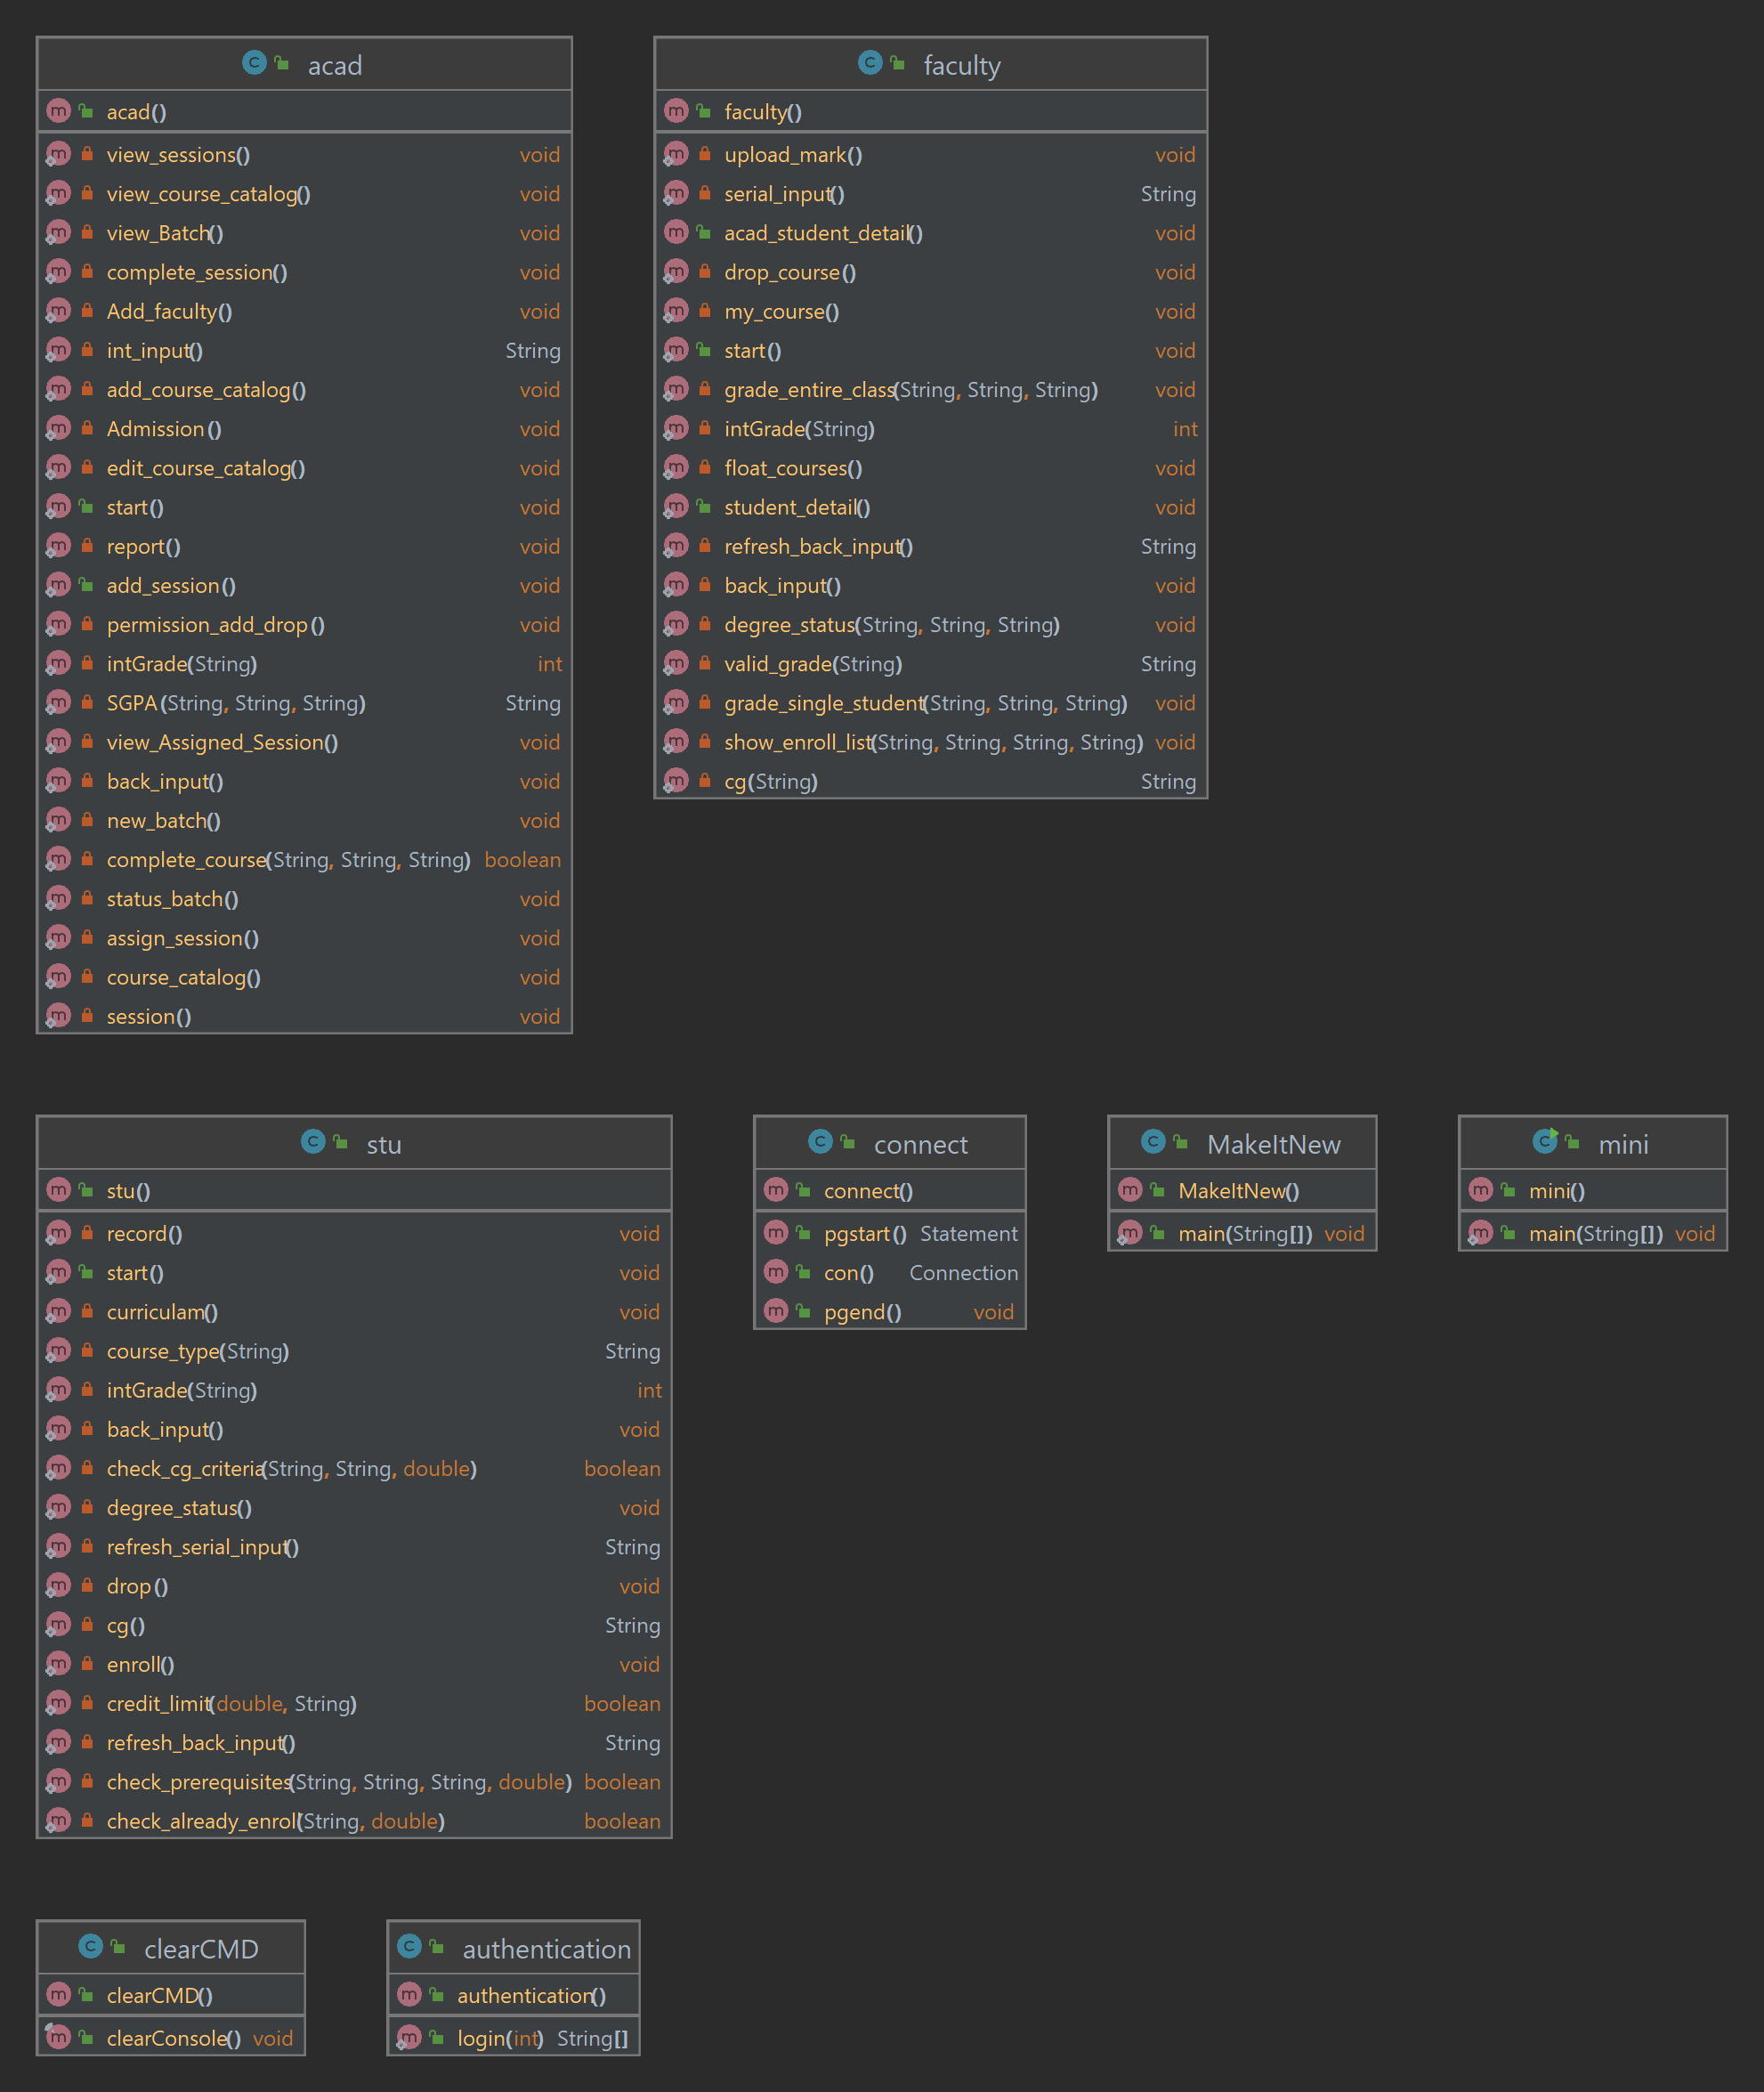 acad
acad()
view_sessions() void
view_course_catalog() void
view_Batch() void
complete_session() void
Add_faculty() void
int_input() String
add_course_catalog() void
Admission() void
edit_course_catalog() void
start() void
report() void
add_session() void
permission_add_drop() void
intGrade(String) int
SGPA(String, String, String) String
view_Assigned_Session() void
back_input() void
new_batch() void
complete_course(String, String, String) boolean
status_batch() void
assign_session() void
course_catalog() void
session() void
faculty
faculty()
upload_mark() void
serial_input() String
acad_student_detail() void
drop_course() void
my_course() void
start() void
grade_entire_class(String, String, String) void
intGrade(String) int
float_courses() void
student_detail() void
refresh_back_input() String
back_input() void
degree_status(String, String, String) void
valid_grade(String) String
grade_single_student(String, String, String) void
show_enroll_list(String, String, String, String) void
cg(String) String
stu
stu()
record() void
start() void
curriculam() void
course_type(String) String
intGrade(String) int
back_input() void
check_cg_criteria(String, String, double) boolean
degree_status() void
refresh_serial_input() String
drop() void
cg() String
enroll() void
credit_limit(double, String) boolean
refresh_back_input() String
check_prerequisites(String, String, String, double) boolean
check_already_enroll(String, double) boolean
connect
connect()
pgstart() Statement
con() Connection
pgend() void
MakeItNew
MakeItNew()
main(String[]) void
mini
mini()
main(String[]) void
clearCMD
clearCMD()
clearConsole() void
authentication
authentication()
login(int) String[]